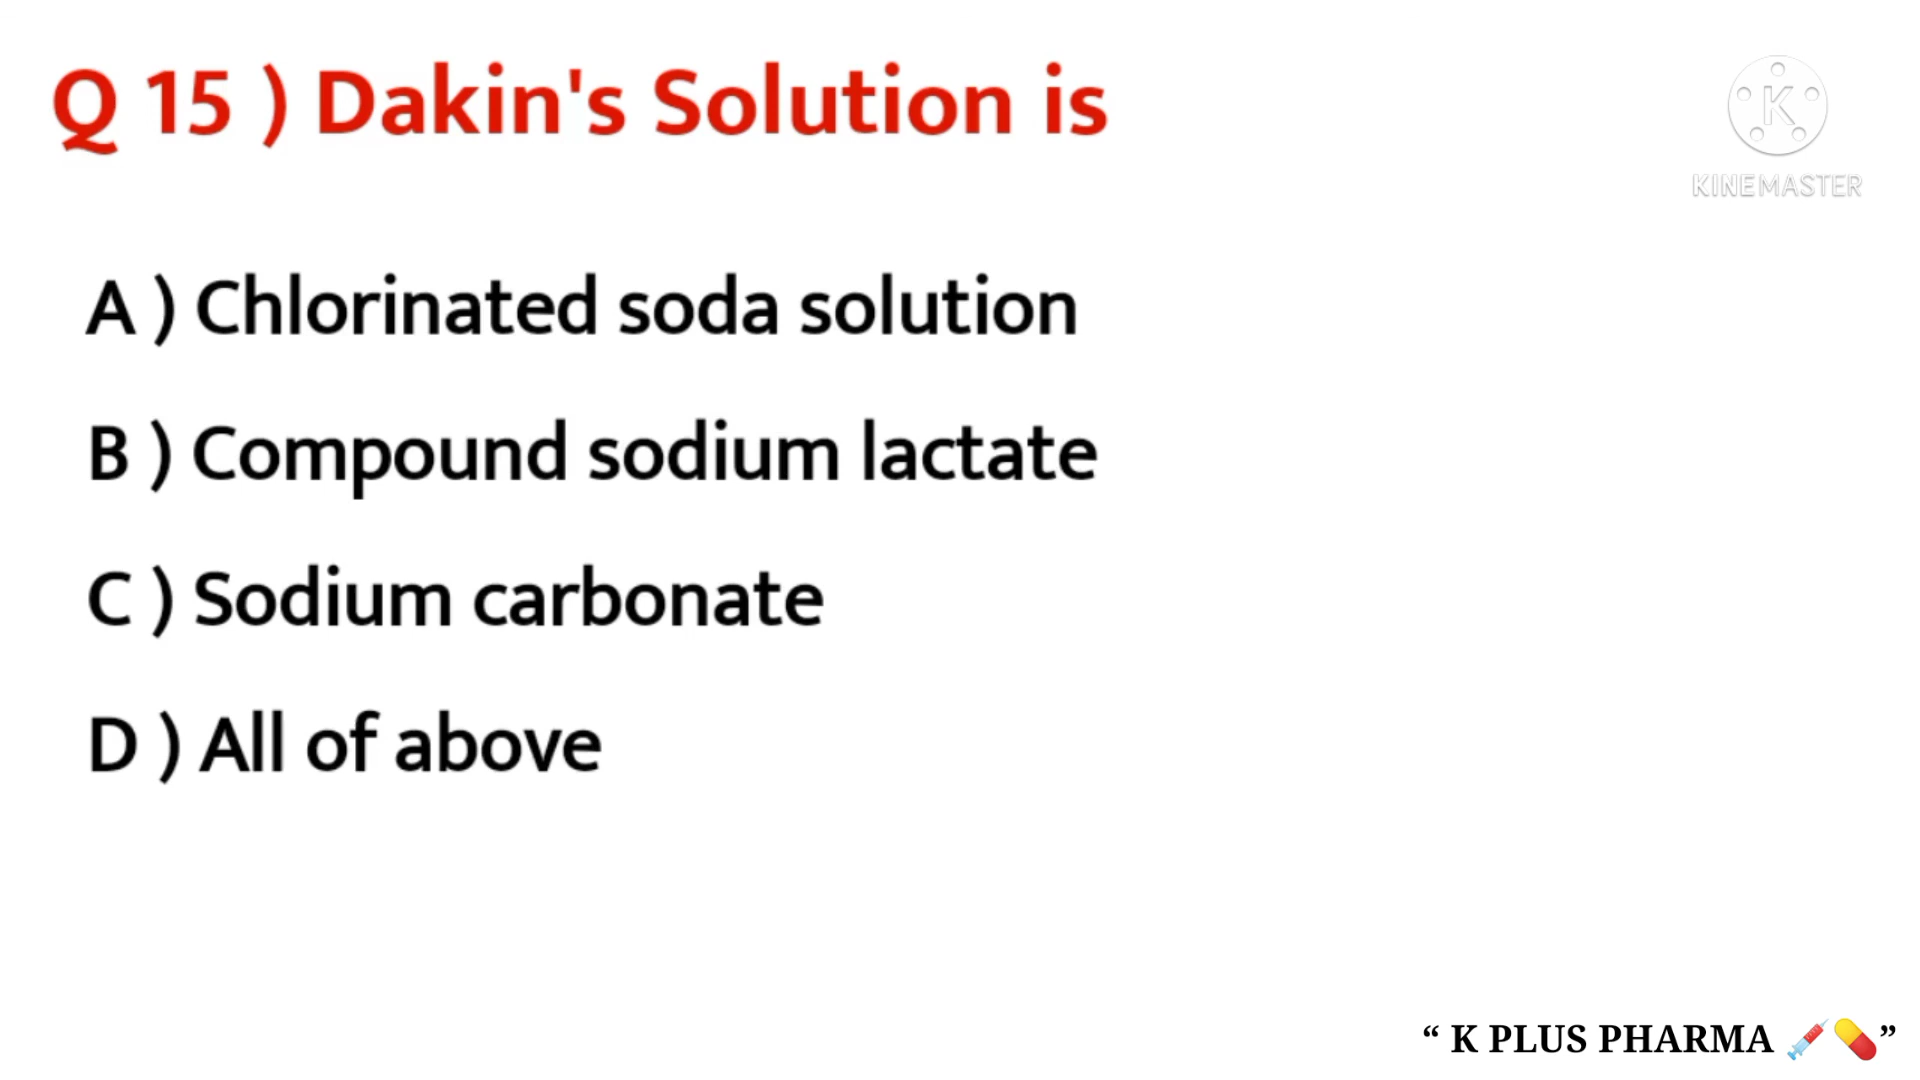 Q 15 ) Dakin's Solution is
KINEMASTER
A ) Chlorinated soda solution
B ) Compound sodium lactate
C ) Sodium carbonate
D ) All of above
“ K PLUS PHARMA 💉💊”